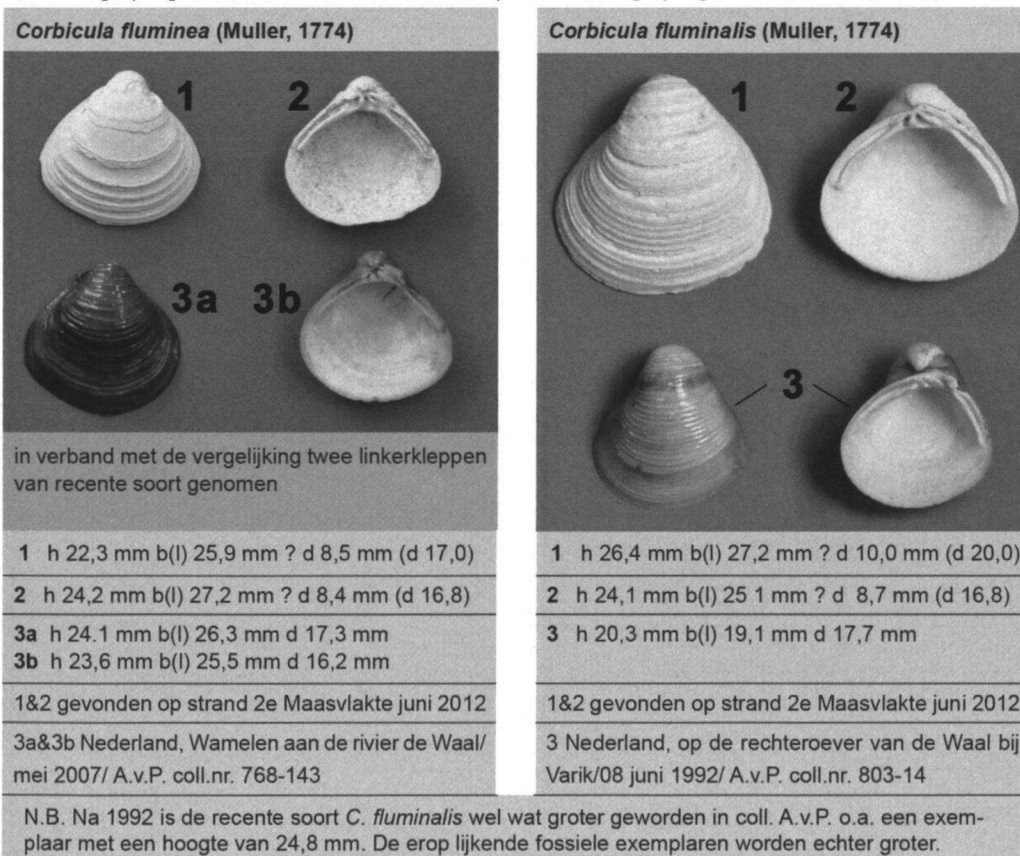 Corbicula fluminea (Muller, 1774)
1
2
3a
3b
in verband met de vergelijking twee linkerkleppen
van recente soort genomen
1 h 22,3 mm b(l) 25,9 mm ? d 8,5 mm (d 17,0)
2 h 24,2 mm b(l) 27,2 mm ? d 8,4 mm (d 16,8)
3a h 24.1 mm b(l) 26,3 mm d 17,3 mm
3b h 23,6 mm b(l) 25,5 mm d 16,2 mm
1&2 gevonden op strand 2e Maasvlakte juni 2012
3a&3b Nederland, Wamelen aan de rivier de Waal/
mei 2007/ A.v.P. coll.nr. 768-143
Corbicula fluminalis (Muller, 1774)
1
2
3
1 h 26,4 mm b(l) 27,2 mm ? d 10,0 mm (d 20,0)
2 h 24,1 mm b(l) 25 1 mm ? d 8,7 mm (d 16,8)
3 h 20,3 mm b(l) 19,1 mm d 17,7 mm
1&2 gevonden op strand 2e Maasvlakte juni 2012
3 Nederland, op de rechteroever van de Waal bij
Varik/08 juni 1992/ A.v.P. coll.nr. 803-14
N.B. Na 1992 is de recente soort C. fluminalis wel wat groter geworden in coll. A.v.P. o.a. een exem-
plaar met een hoogte van 24,8 mm. De erop lijkende fossiele exemplaren worden echter groter.